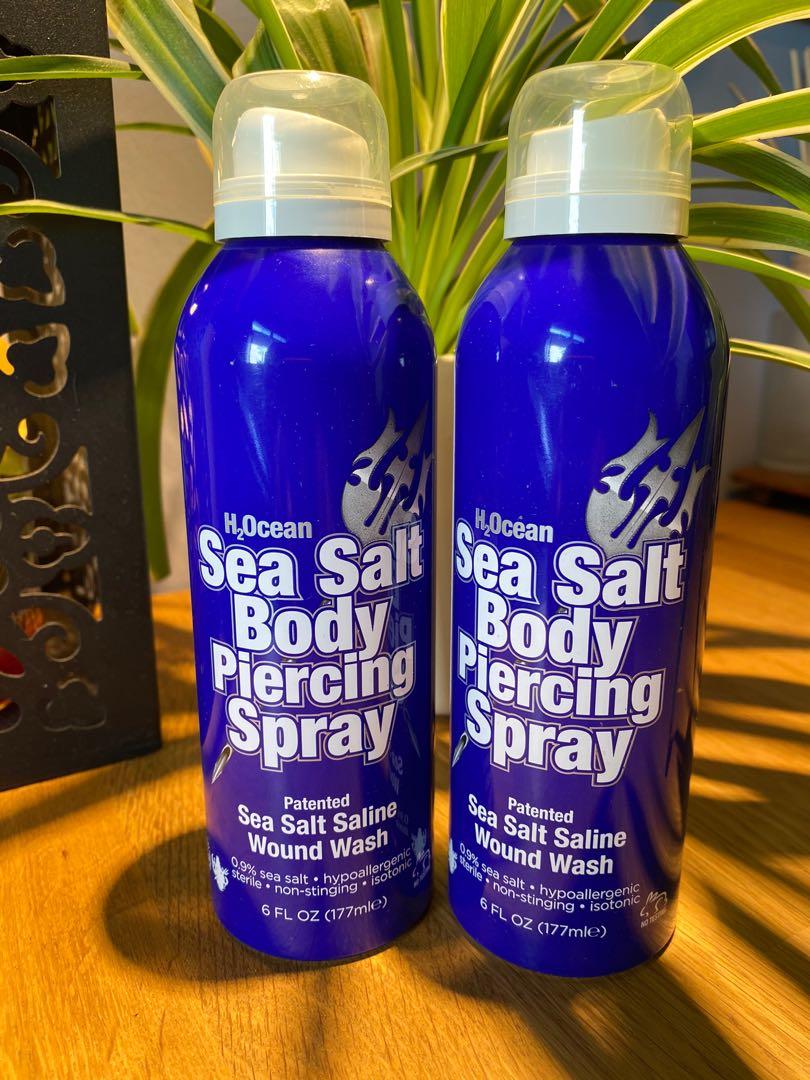 H₂Ocean
Sea Salt
Body
Piercing
Spray
Patented
Sea Salt Saline
Wound Wash
0.9% sea salt • hypoallergenic
sterile • non-stinging • isotonic
6 FL OZ (177mle)
H₂Ocean
Sea Salt
Body
Piercing
Spray
Patented
Sea Salt Saline
Wound Wash
0.9% sea salt • hypoallergenic
sterile • non-stinging • isotonic
6 FL OZ (177mle)